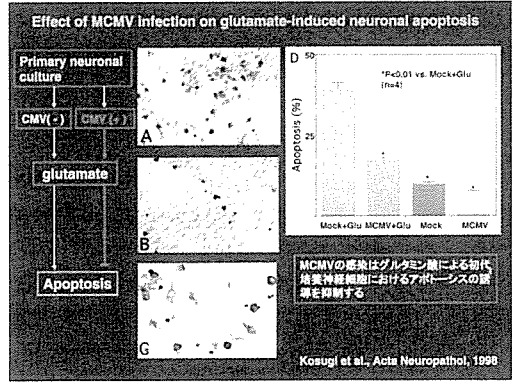 Effect of MCMV infection on glutamate-induced neuronal apoptosis
Primary neuronal
culture
CMV(-)
CMV(+)
glutamate
Apoptosis
A
B
C
D
50
25
Apoptosis (%)
*P<0.01 vs. Mock+Glu
(n=4)
Mock+Glu
MCMV+Glu
Mock
MCMV
MCMVの感染はグルタミン酸による初代
培養神経細胞におけるアポトーシスの誘
導を抑制する
Kosugi et al., Acta Neuropathol, 1998